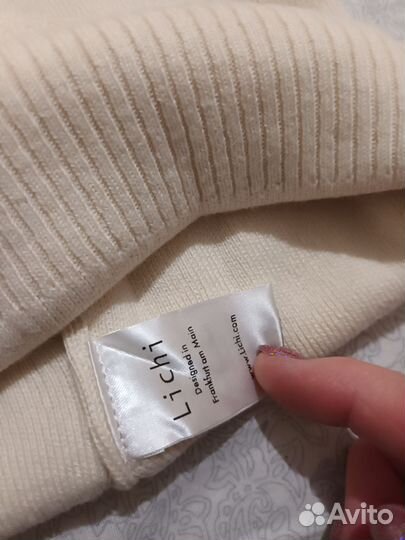 Lichi
Designed in
Frankfurt am Main
www.Lichi.com
Avito